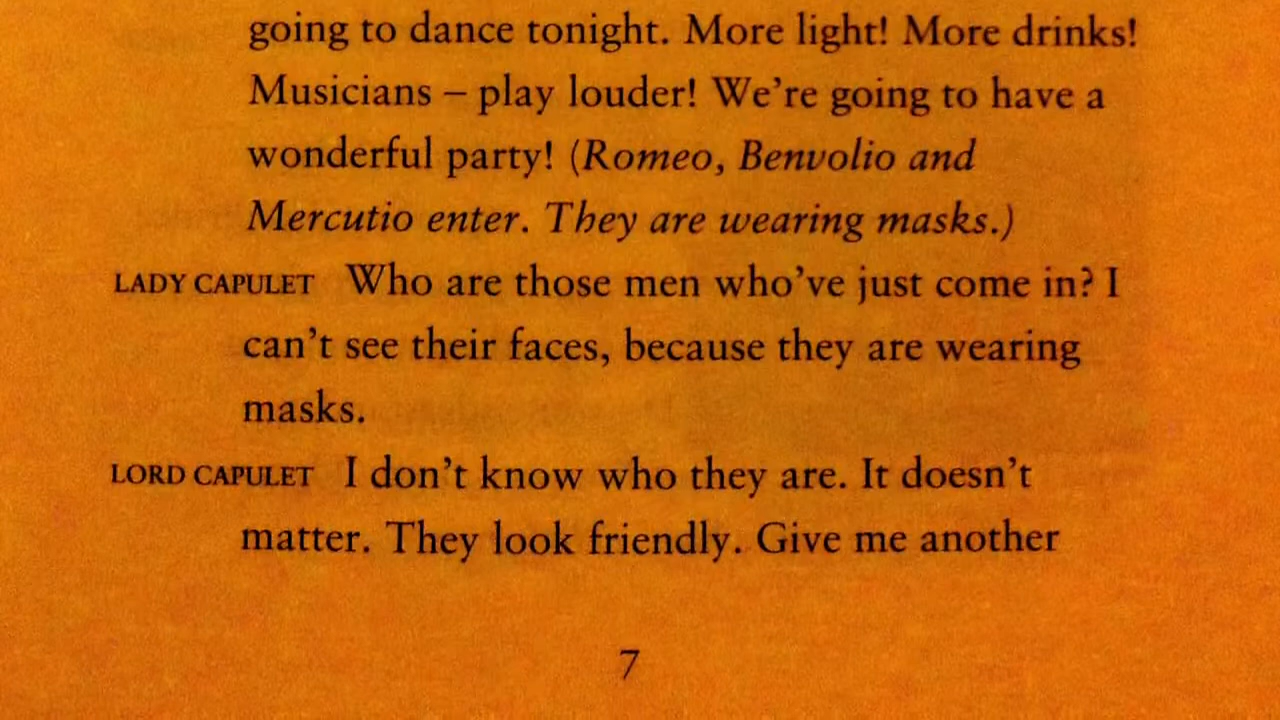 going to dance tonight. More light! More drinks!
Musicians – play louder! We're going to have a
wonderful party! (Romeo, Benvolio and
Mercutio enter. They are wearing masks.)
LADY CAPULET Who are those men who've just come in? I
can't see their faces, because they are wearing
masks.
LORD CAPULET I don't know who they are. It doesn't
matter. They look friendly. Give me another
7